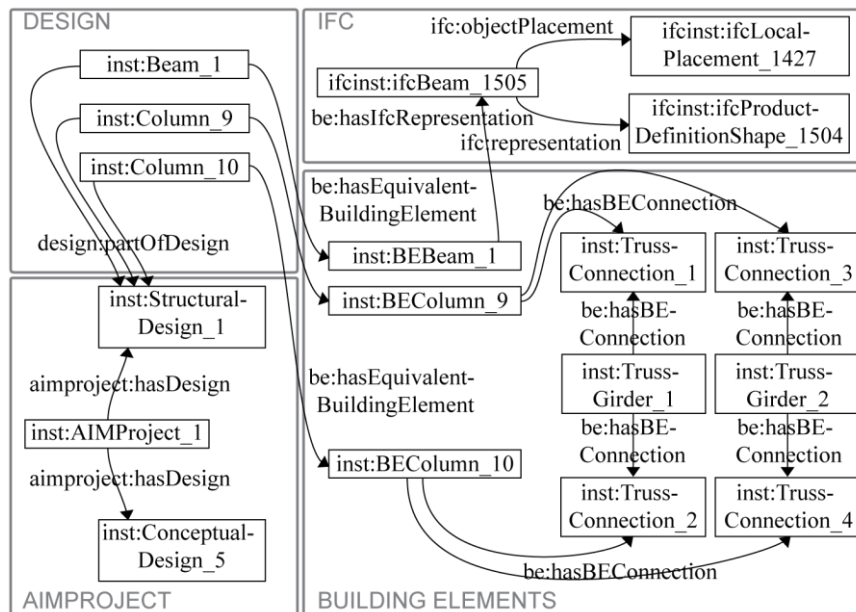 DESIGN
inst:Beam_1
inst:Column_9
inst:Column_10
design:partOfDesign
IFC
ifc:objectPlacement
ifcinst:ifcLocal-
Placement_1427
ifcinst:ifcBeam_1505
be:hasIfcRepresentation
ifc:representation
ifcinst:ifcProduct-
DefinitionShape_1504
be:hasEquivalent-
BuildingElement
be:hasBEConnection
inst:BEBeam_1
inst:BEColumn_9
inst:Truss-
Connection_1
inst:Truss-
Connection_3
be:hasBE-
Connection
be:hasBE-
Connection
inst:Truss-
Girder_1
inst:Truss-
Girder_2
be:hasBE-
Connection
be:hasBE-
Connection
be:hasEquivalent-
BuildingElement
inst:BEColumn_10
inst:Truss-
Connection_2
inst:Truss-
Connection_4
be:hasBEConnection
BUILDING ELEMENTS
inst:Structural-
Design_1
aimproject:hasDesign
inst:AIMProject_1
aimproject:hasDesign
inst:Conceptual-
Design_5
AIMPROJECT